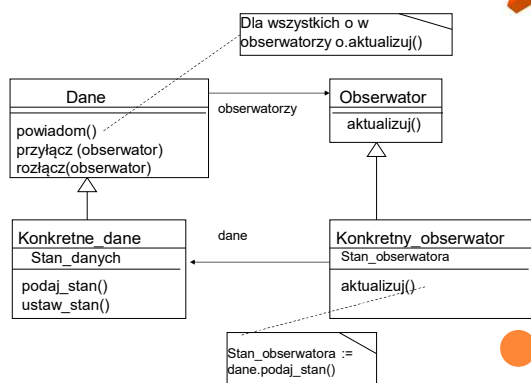 Dla wszystkich o w
obserwatorzy o.aktualizuj()
Dane
obserwatorzy
Obserwator
powiadom()
przyłącz (obserwator)
rozłącz(obserwator)
aktualizuj()
Konkretne_dane
Stan_danych
podaj_stan()
ustaw_stan()
dane
Konkretny_obserwator
Stan_obserwatora
aktualizuj()
Stan_obserwatora :=
dane.podaj_stan()